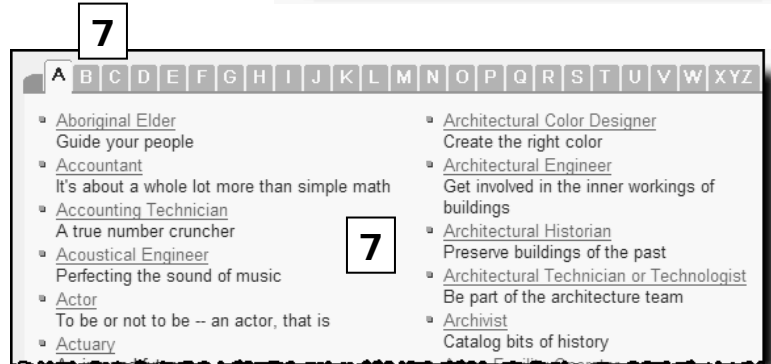 7
A B C D E F G H I J K L M N O P Q R S T U V W XYZ
Aboriginal Elder
Guide your people
Accountant
It's about a whole lot more than simple math
Accounting Technician
A true number cruncher
Acoustical Engineer
Perfecting the sound of music
Actor
To be or not to be -- an actor, that is
Actuary
7
Architectural Color Designer
Create the right color
Architectural Engineer
Get involved in the inner workings of
buildings
Architectural Historian
Preserve buildings of the past
Architectural Technician or Technologist
Be part of the architecture team
Archivist
Catalog bits of history